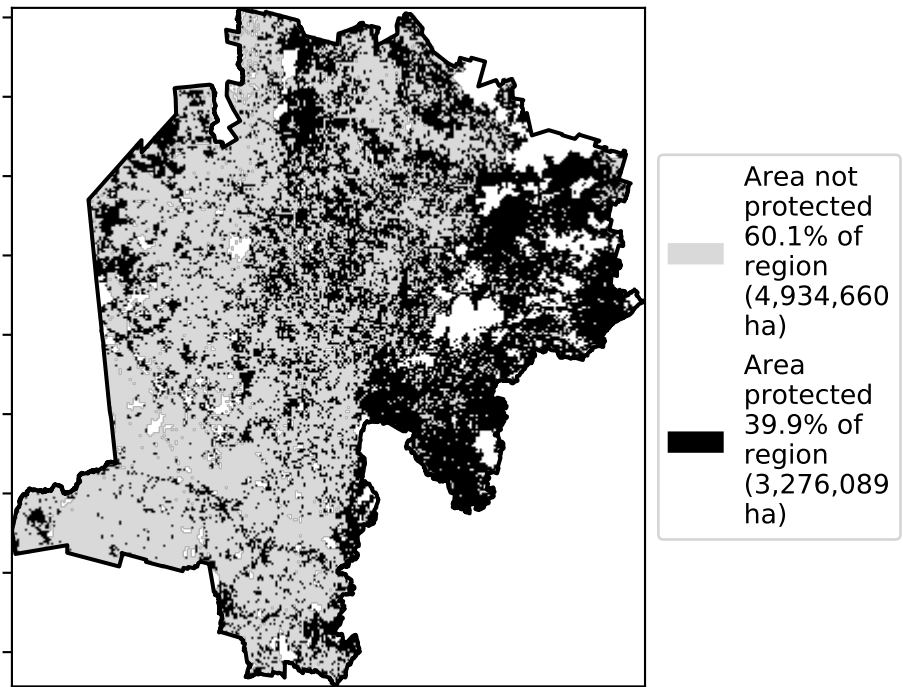 Area not
protected
60.1% of
region
(4,934,660
ha)
Area
protected
39.9% of
region
(3,276,089
ha)